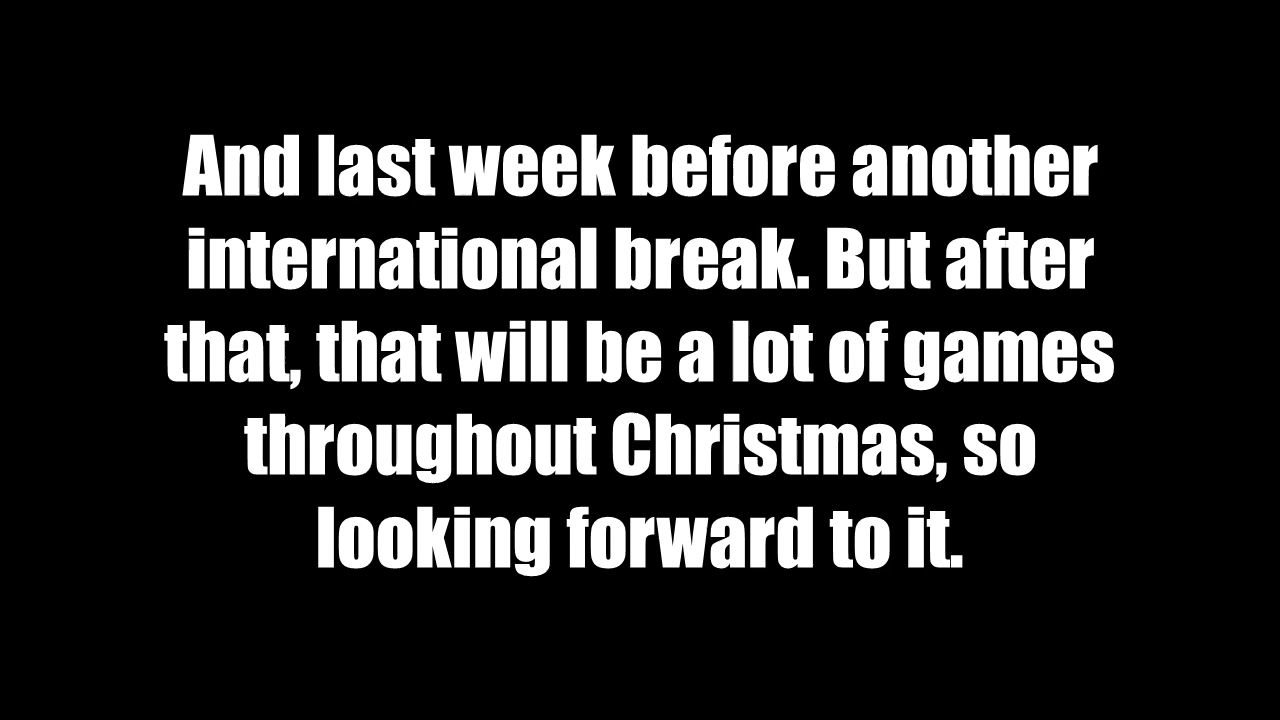 And last week before another
international break. But after
that, that will be a lot of games
throughout Christmas, so
looking forward to it.